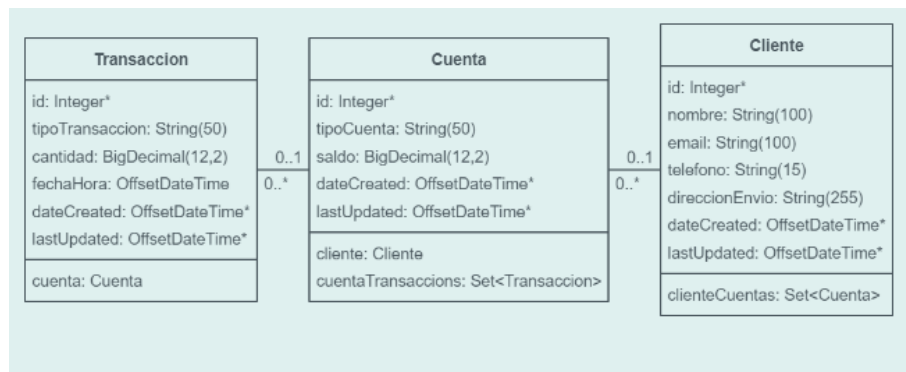 Transaccion
id: Integer*
tipoTransaccion: String(50)
cantidad: BigDecimal(12,2)
fechaHora: OffsetDateTime
dateCreated: OffsetDateTime*
lastUpdated: OffsetDateTime*
cuenta: Cuenta
0..1
0..*
Cuenta
id: Integer*
tipoCuenta: String(50)
saldo: BigDecimal(12,2)
dateCreated: OffsetDateTime*
lastUpdated: OffsetDateTime*
cliente: Cliente
cuentaTransaccions: Set<Transaccion>
0..1
0..*
Cliente
id: Integer*
nombre: String(100)
email: String(100)
telefono: String(15)
direccionEnvio: String(255)
dateCreated: OffsetDateTime*
lastUpdated: OffsetDateTime*
clienteCuentas: Set<Cuenta>